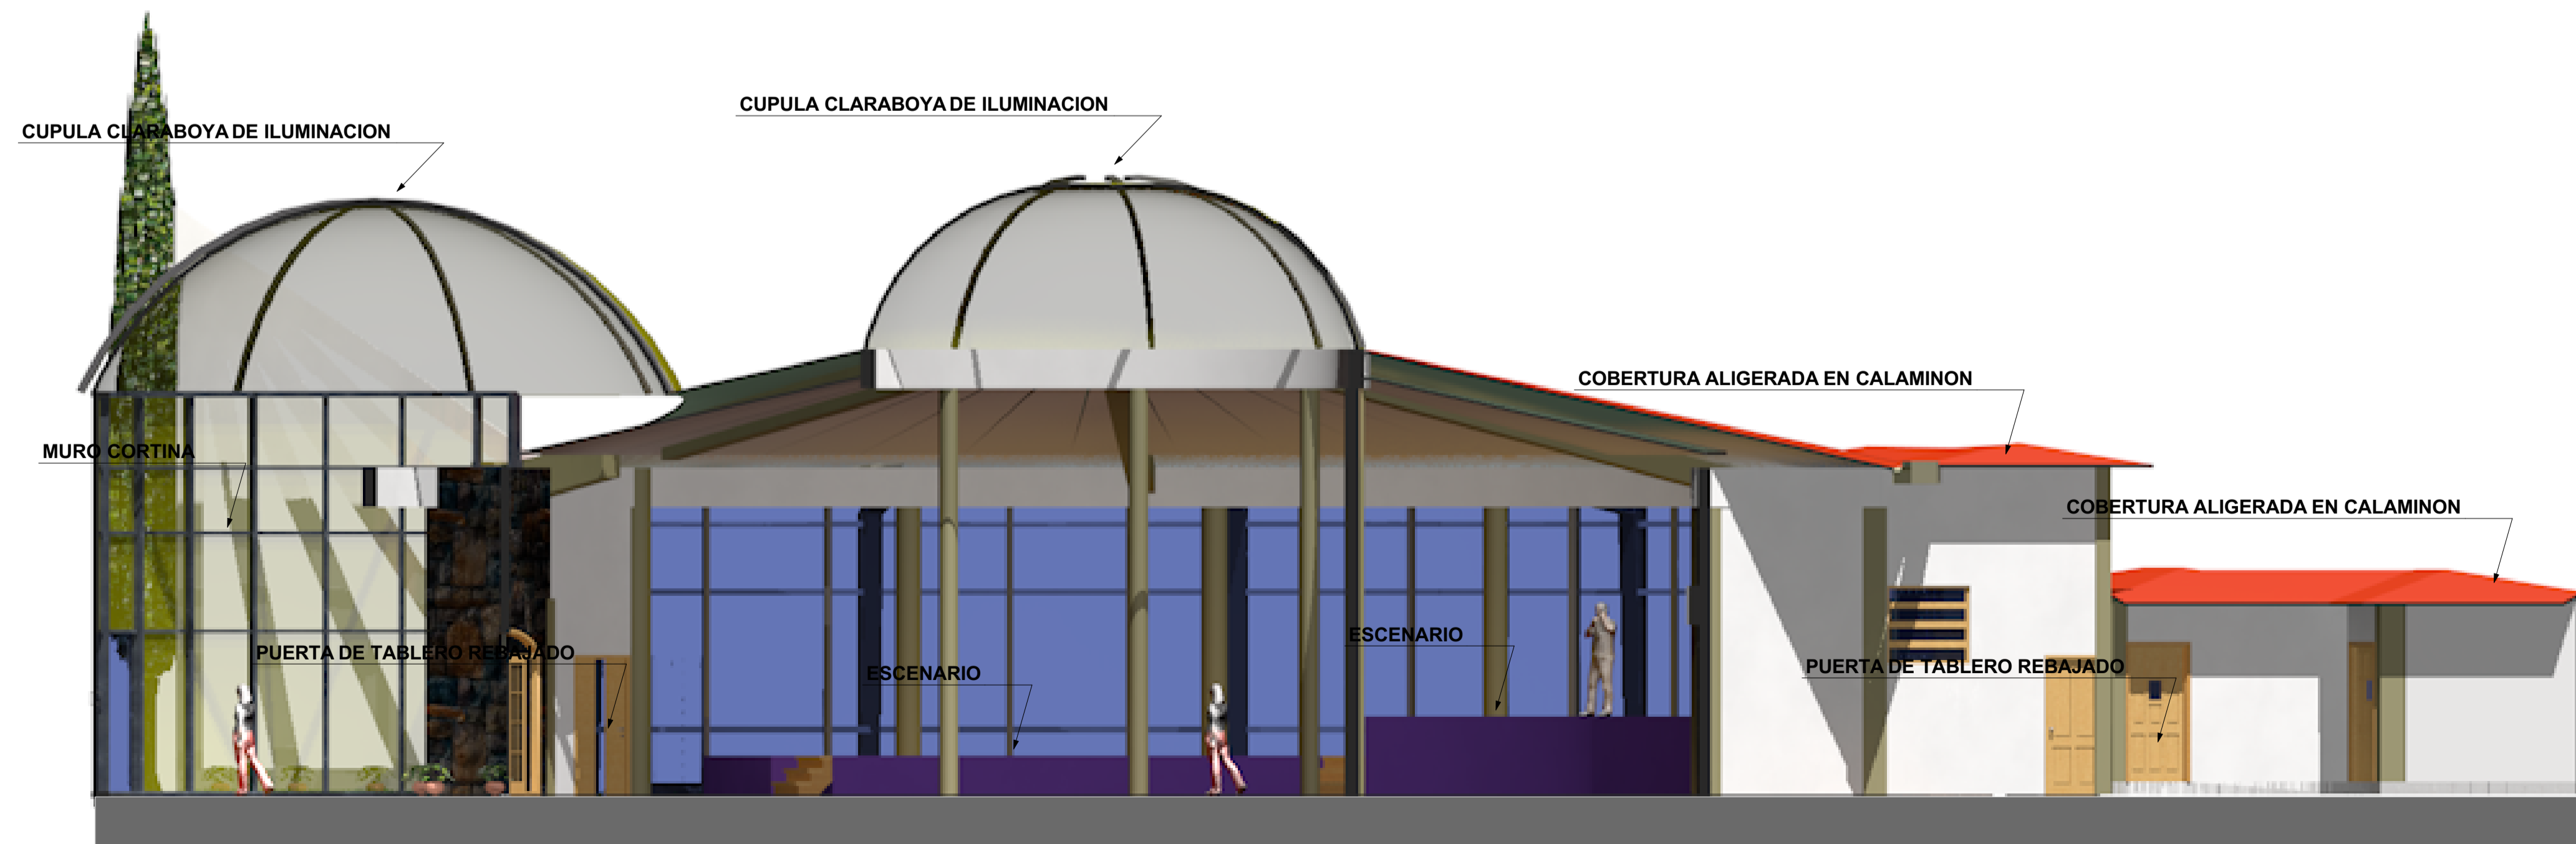 CUPULA CLARABOYA DE ILUMINACION
CUPULA CLARABOYA DE ILUMINACION
COBERTURA ALIGERADA EN CALAMINON
MURO CORTINA
COBERTURA ALIGERADA EN CALAMINON
ESCENARIO
PUERTA DE TABLERO REBAJADO
ESCENARIO
PUERTA DE TABLERO REBAJADO